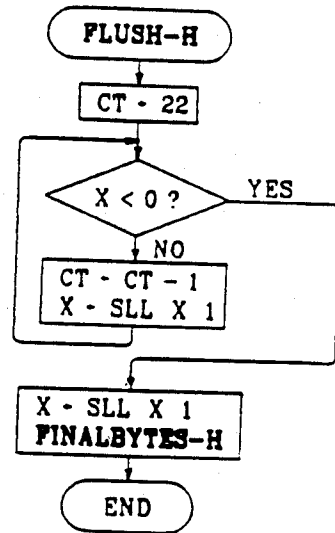 FLUSH-H
CT - 22
X < 0 ?
YES
NO
CT - CT - 1
X - SLL X 1
X - SLL X 1
FINALBYTES-H
END